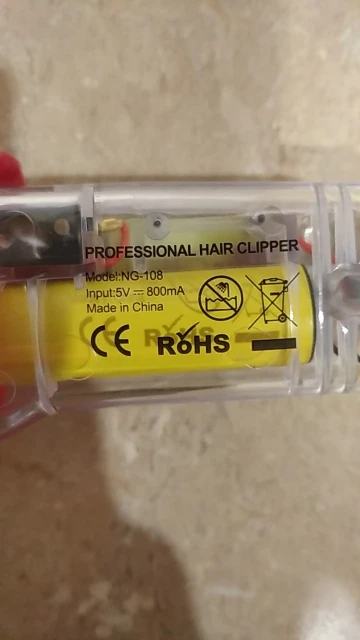 PROFESSIONAL HAIR CLIPPER
Model:NG-108
Input:5V⎓800mA
Made in China
CE RoHS